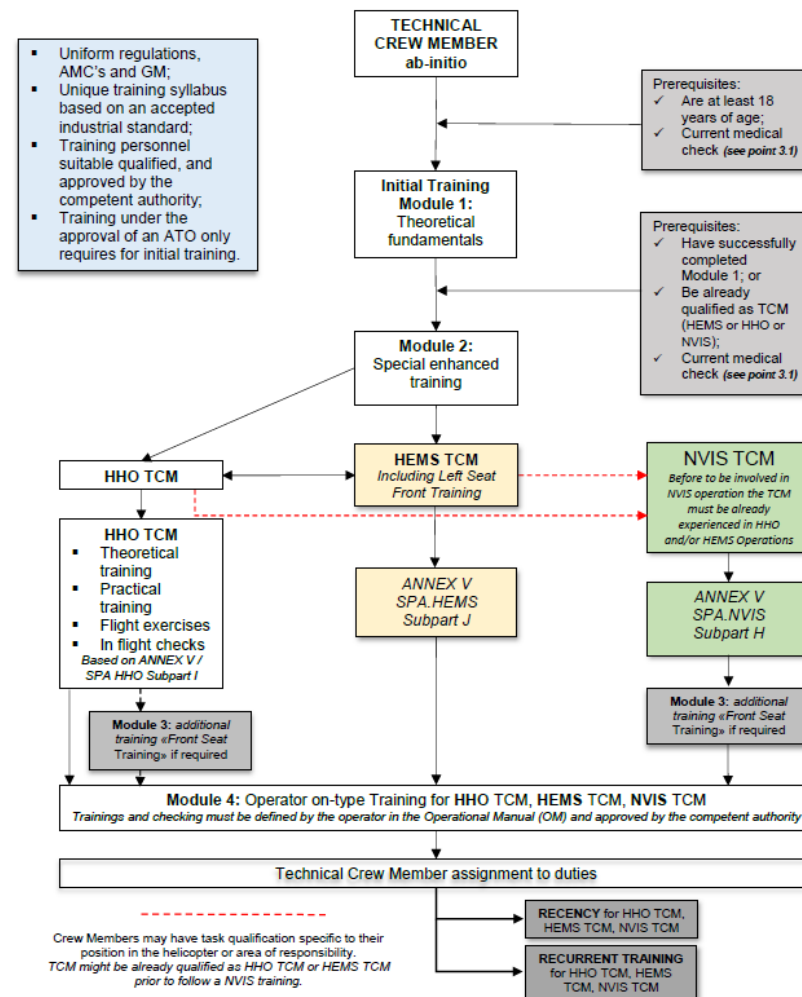 TECHNICAL
CREW MEMBER
ab-initio
▪ Uniform regulations,
AMC's and GM;
▪ Unique training syllabus
based on an accepted
industrial standard;
▪ Training personnel
suitable qualified, and
approved by the
competent authority;
▪ Training under the
approval of an ATO only
requires for initial training.
Prerequisites:
✓ Are at least 18
years of age;
✓ Current medical
check (see point 3.1)
Initial Training
Module 1:
Theoretical
fundamentals
Prerequisites:
✓ Have successfully
completed
Module 1; or
✓ Be already
qualified as TCM
(HEMS or HHO or
NVIS);
✓ Current medical
check (see point 3.1)
Module 2:
Special enhanced
training
HHO TCM
HEMS TCM
Including Left Seat
Front Training
NVIS TCM
Before to be involved in
NVIS operation the TCM
must be already
experienced in HHO
and/or HEMS Operations
HHO TCM
▪ Theoretical
training
▪ Practical
training
▪ Flight exercises
▪ In flight checks
Based on ANNEX V /
SPA HHO Subpart I
ANNEX V
SPA.HEMS
Subpart J
ANNEX V
SPA.NVIS
Subpart H
Module 3: additional
training «Front Seat
Training» if required
Module 3: additional
training «Front Seat
Training» if required
Module 4: Operator on-type Training for HHO TCM, HEMS TCM, NVIS TCM
Trainings and checking must be defined by the operator in the Operational Manual (OM) and approved by the competent authority
Technical Crew Member assignment to duties
Crew Members may have task qualification specific to their
position in the helicopter or area of responsibility.
TCM might be already qualified as HHO TCM or HEMS TCM
prior to follow a NVIS training.
RECENCY for HHO TCM,
HEMS TCM, NVIS TCM
RECURRENT TRAINING
for HHO TCM, HEMS
TCM, NVIS TCM